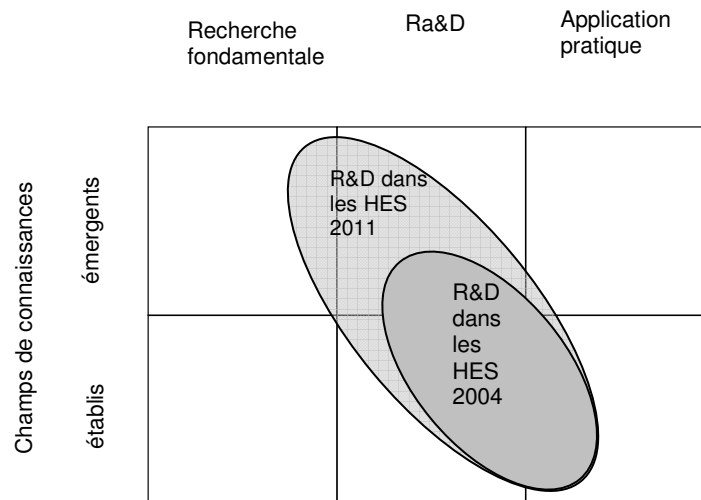 Recherche
fondamentale
Ra&D
Application
pratique
Champs de connaissances
émergents
établis
R&D dans
les HES
2011
R&D
dans
les
HES
2004